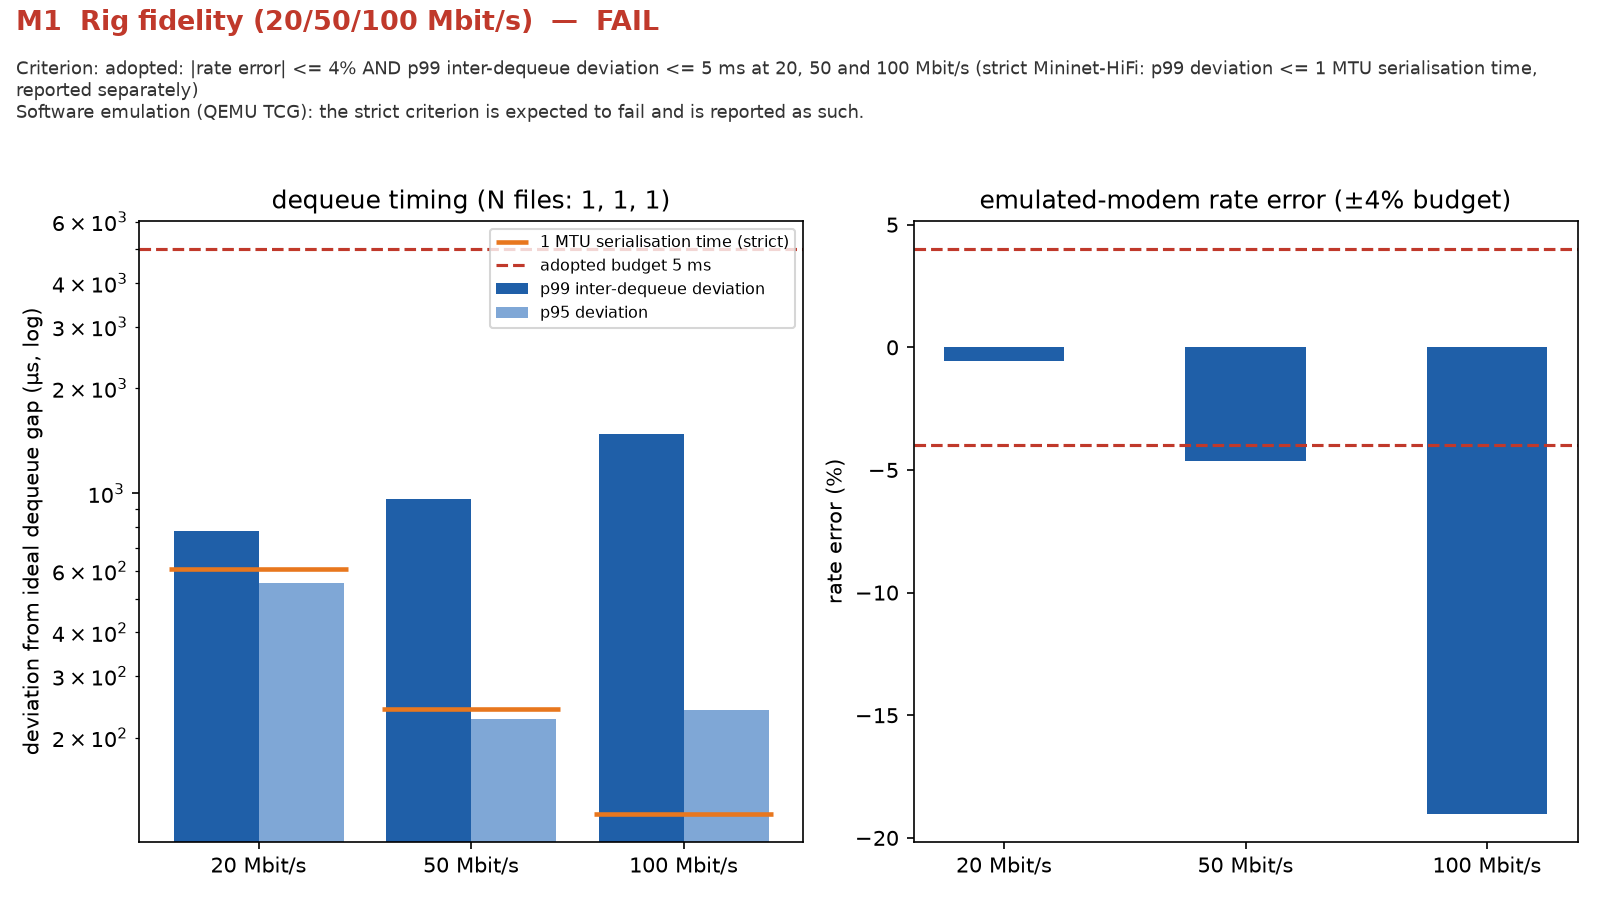 M1 Rig fidelity (20/50/100 Mbit/s) — FAIL
Criterion: adopted: |rate error| <= 4% AND p99 inter-dequeue deviation <= 5 ms at 20, 50 and 100 Mbit/s (strict Mininet-HiFi: p99 deviation <= 1 MTU serialisation time,
reported separately)
Software emulation (QEMU TCG): the strict criterion is expected to fail and is reported as such.
dequeue timing (N files: 1, 1, 1)
deviation from ideal dequeue gap (µs, log)
6 × 10³
4 × 10³
3 × 10³
2 × 10³
10³
6 × 10²
4 × 10²
3 × 10²
2 × 10²
1 MTU serialisation time (strict)
adopted budget 5 ms
p99 inter-dequeue deviation
p95 deviation
20 Mbit/s
50 Mbit/s
100 Mbit/s
emulated-modem rate error (±4% budget)
rate error (%)
5
0
−5
−10
−15
−20
20 Mbit/s
50 Mbit/s
100 Mbit/s